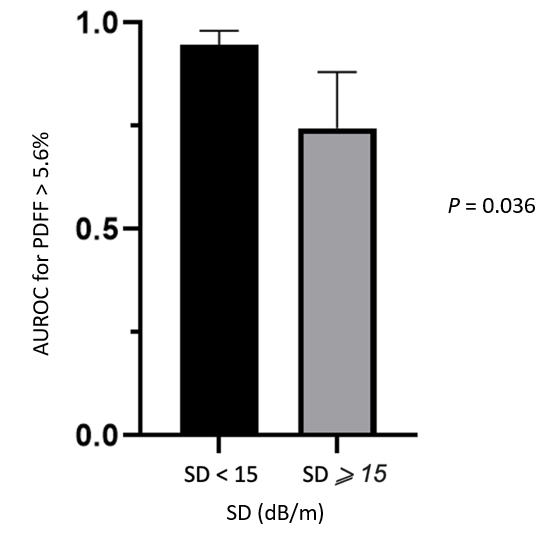 1.0
0.5
0.0
AUROC for PDFF > 5.6%
P = 0.036
SD < 15
SD ⩾ 15
SD (dB/m)